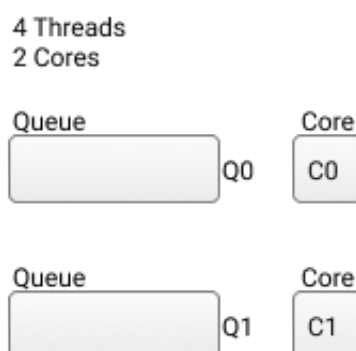 4 Threads
2 Cores
Queue
Core
Q0
C0
Queue
Core
Q1
C1